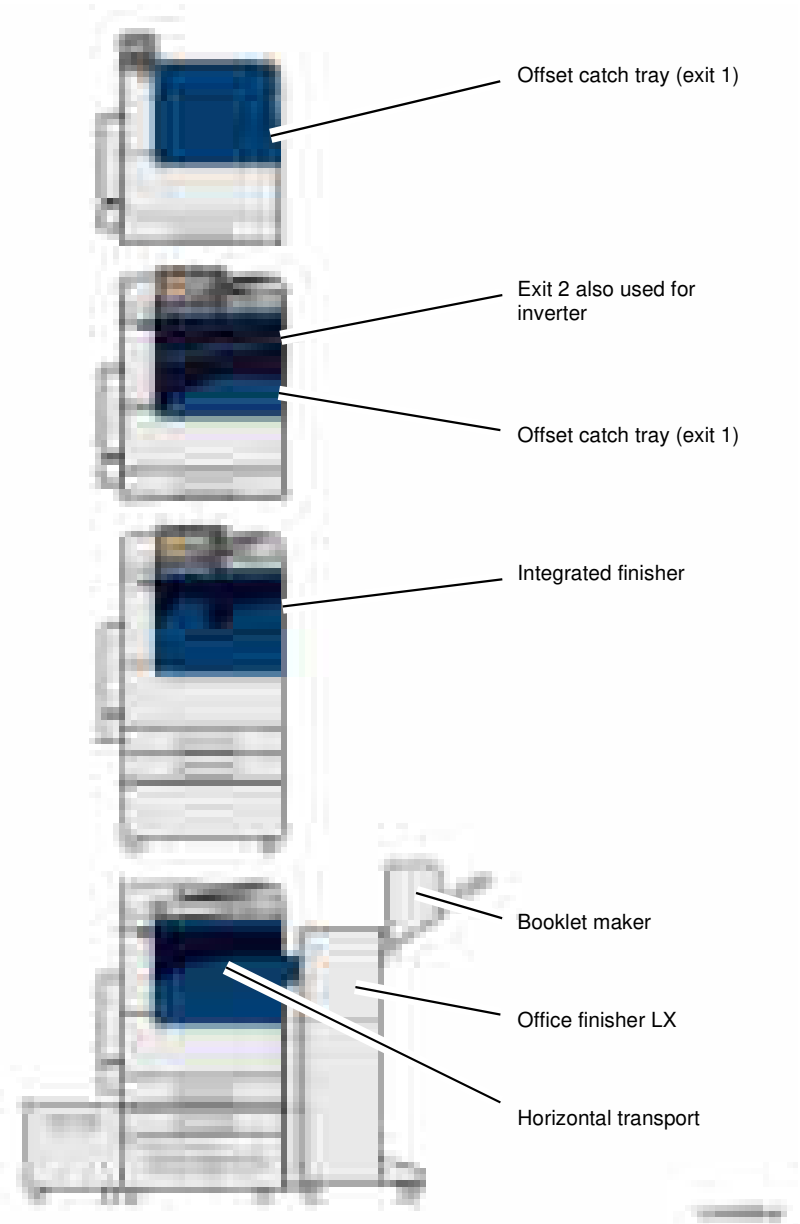 Offset catch tray (exit 1)
Exit 2 also used for
inverter
Offset catch tray (exit 1)
Integrated finisher
Booklet maker
Office finisher LX
Horizontal transport